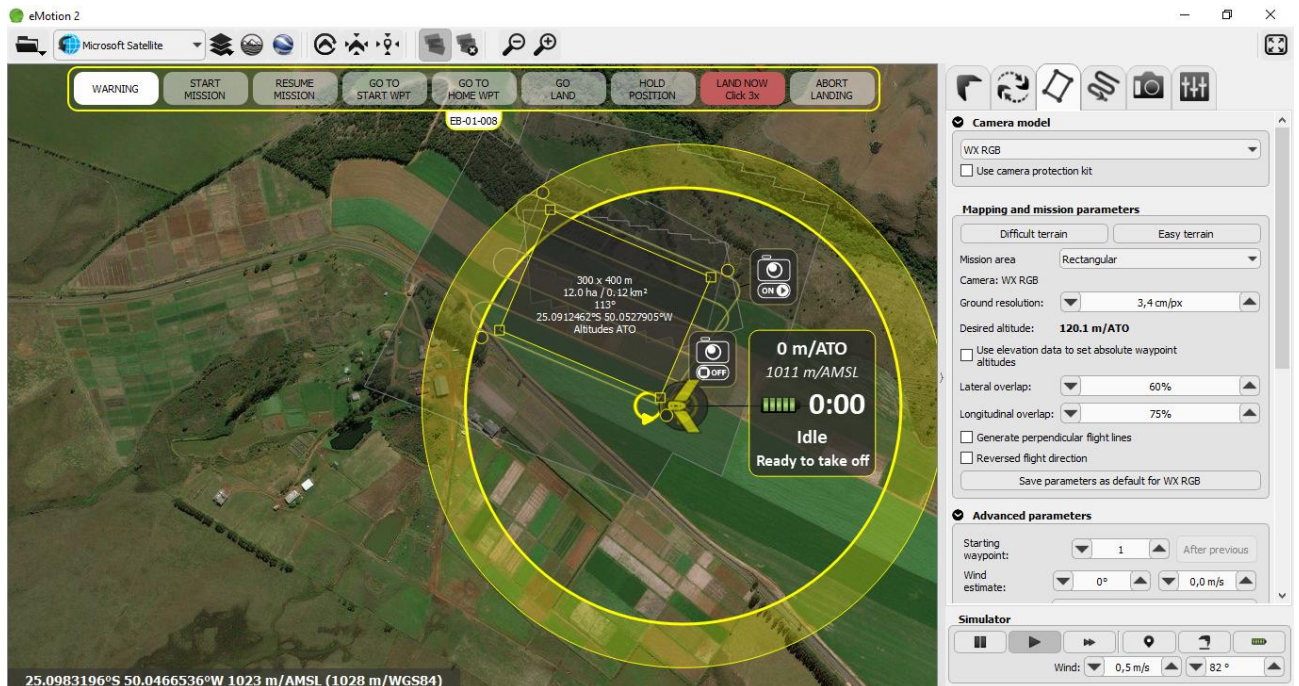 eMotion 2
Microsoft Satellite
WARNING
START
MISSION
RESUME
MISSION
GO TO
START WPT
GO TO
HOME WPT
GO
LAND
HOLD
POSITION
LAND NOW
Click 3x
ABORT
LANDING
EB-01-008
300 x 400 m
12.0 ha / 0.12 km²
113°
25.0912462°S 50.0527905°W
Altitudes ATO
ON
OFF
0 m/ATO
1011 m/AMSL
0:00
Idle
Ready to take off
25.0983196°S 50.0466536°W 1023 m/AMSL (1028 m/WGS84)
Camera model
WX RGB
Use camera protection kit
Mapping and mission parameters
Difficult terrain
Easy terrain
Mission area Rectangular
Camera: WX RGB
Ground resolution: 3,4 cm/px
Desired altitude: 120.1 m/ATO
Use elevation data to set absolute waypoint
altitudes
Lateral overlap: 60%
Longitudinal overlap: 75%
Generate perpendicular flight lines
Reversed flight direction
Save parameters as default for WX RGB
Advanced parameters
Starting
waypoint: 1 After previous
Wind
estimate: 0° 0,0 m/s
Simulator
Wind: 0,5 m/s 82 °